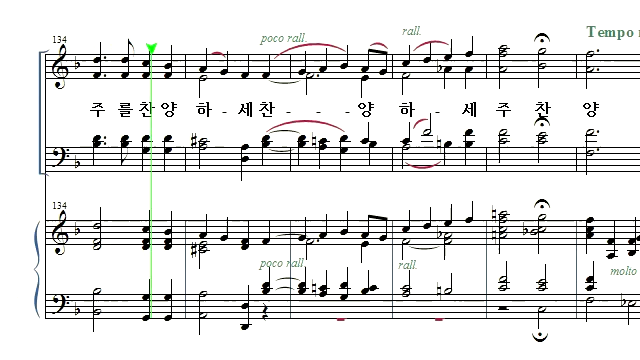 Tempo
134
poco rall.
rall.
주 를 찬 양 하 - 세 찬 - - - 양 하 - 세 주 찬 양
134
poco rall.
rall.
molto